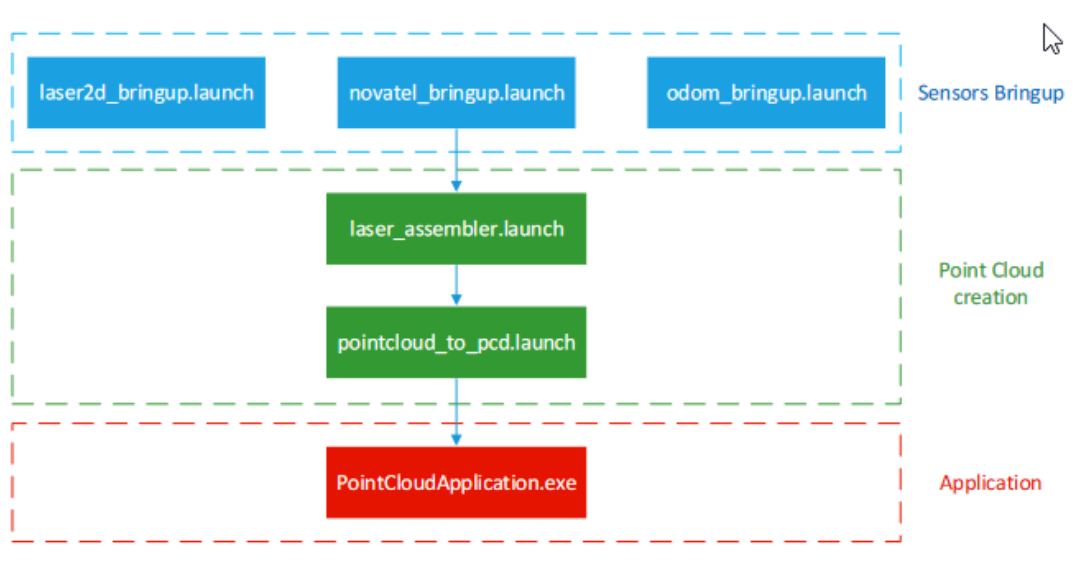 laser2d_bringup.launch
novatel_bringup.launch
odom_bringup.launch
Sensors Bringup
laser_assembler.launch
Point Cloud
creation
pointcloud_to_pcd.launch
PointCloudApplication.exe
Application